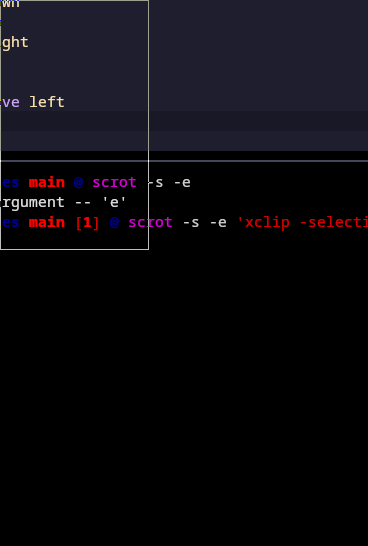 wn
ght
ve left
es main @ scrot -s -e
rgument -- 'e'
es main [1] @ scrot -s -e 'xclip -selecti